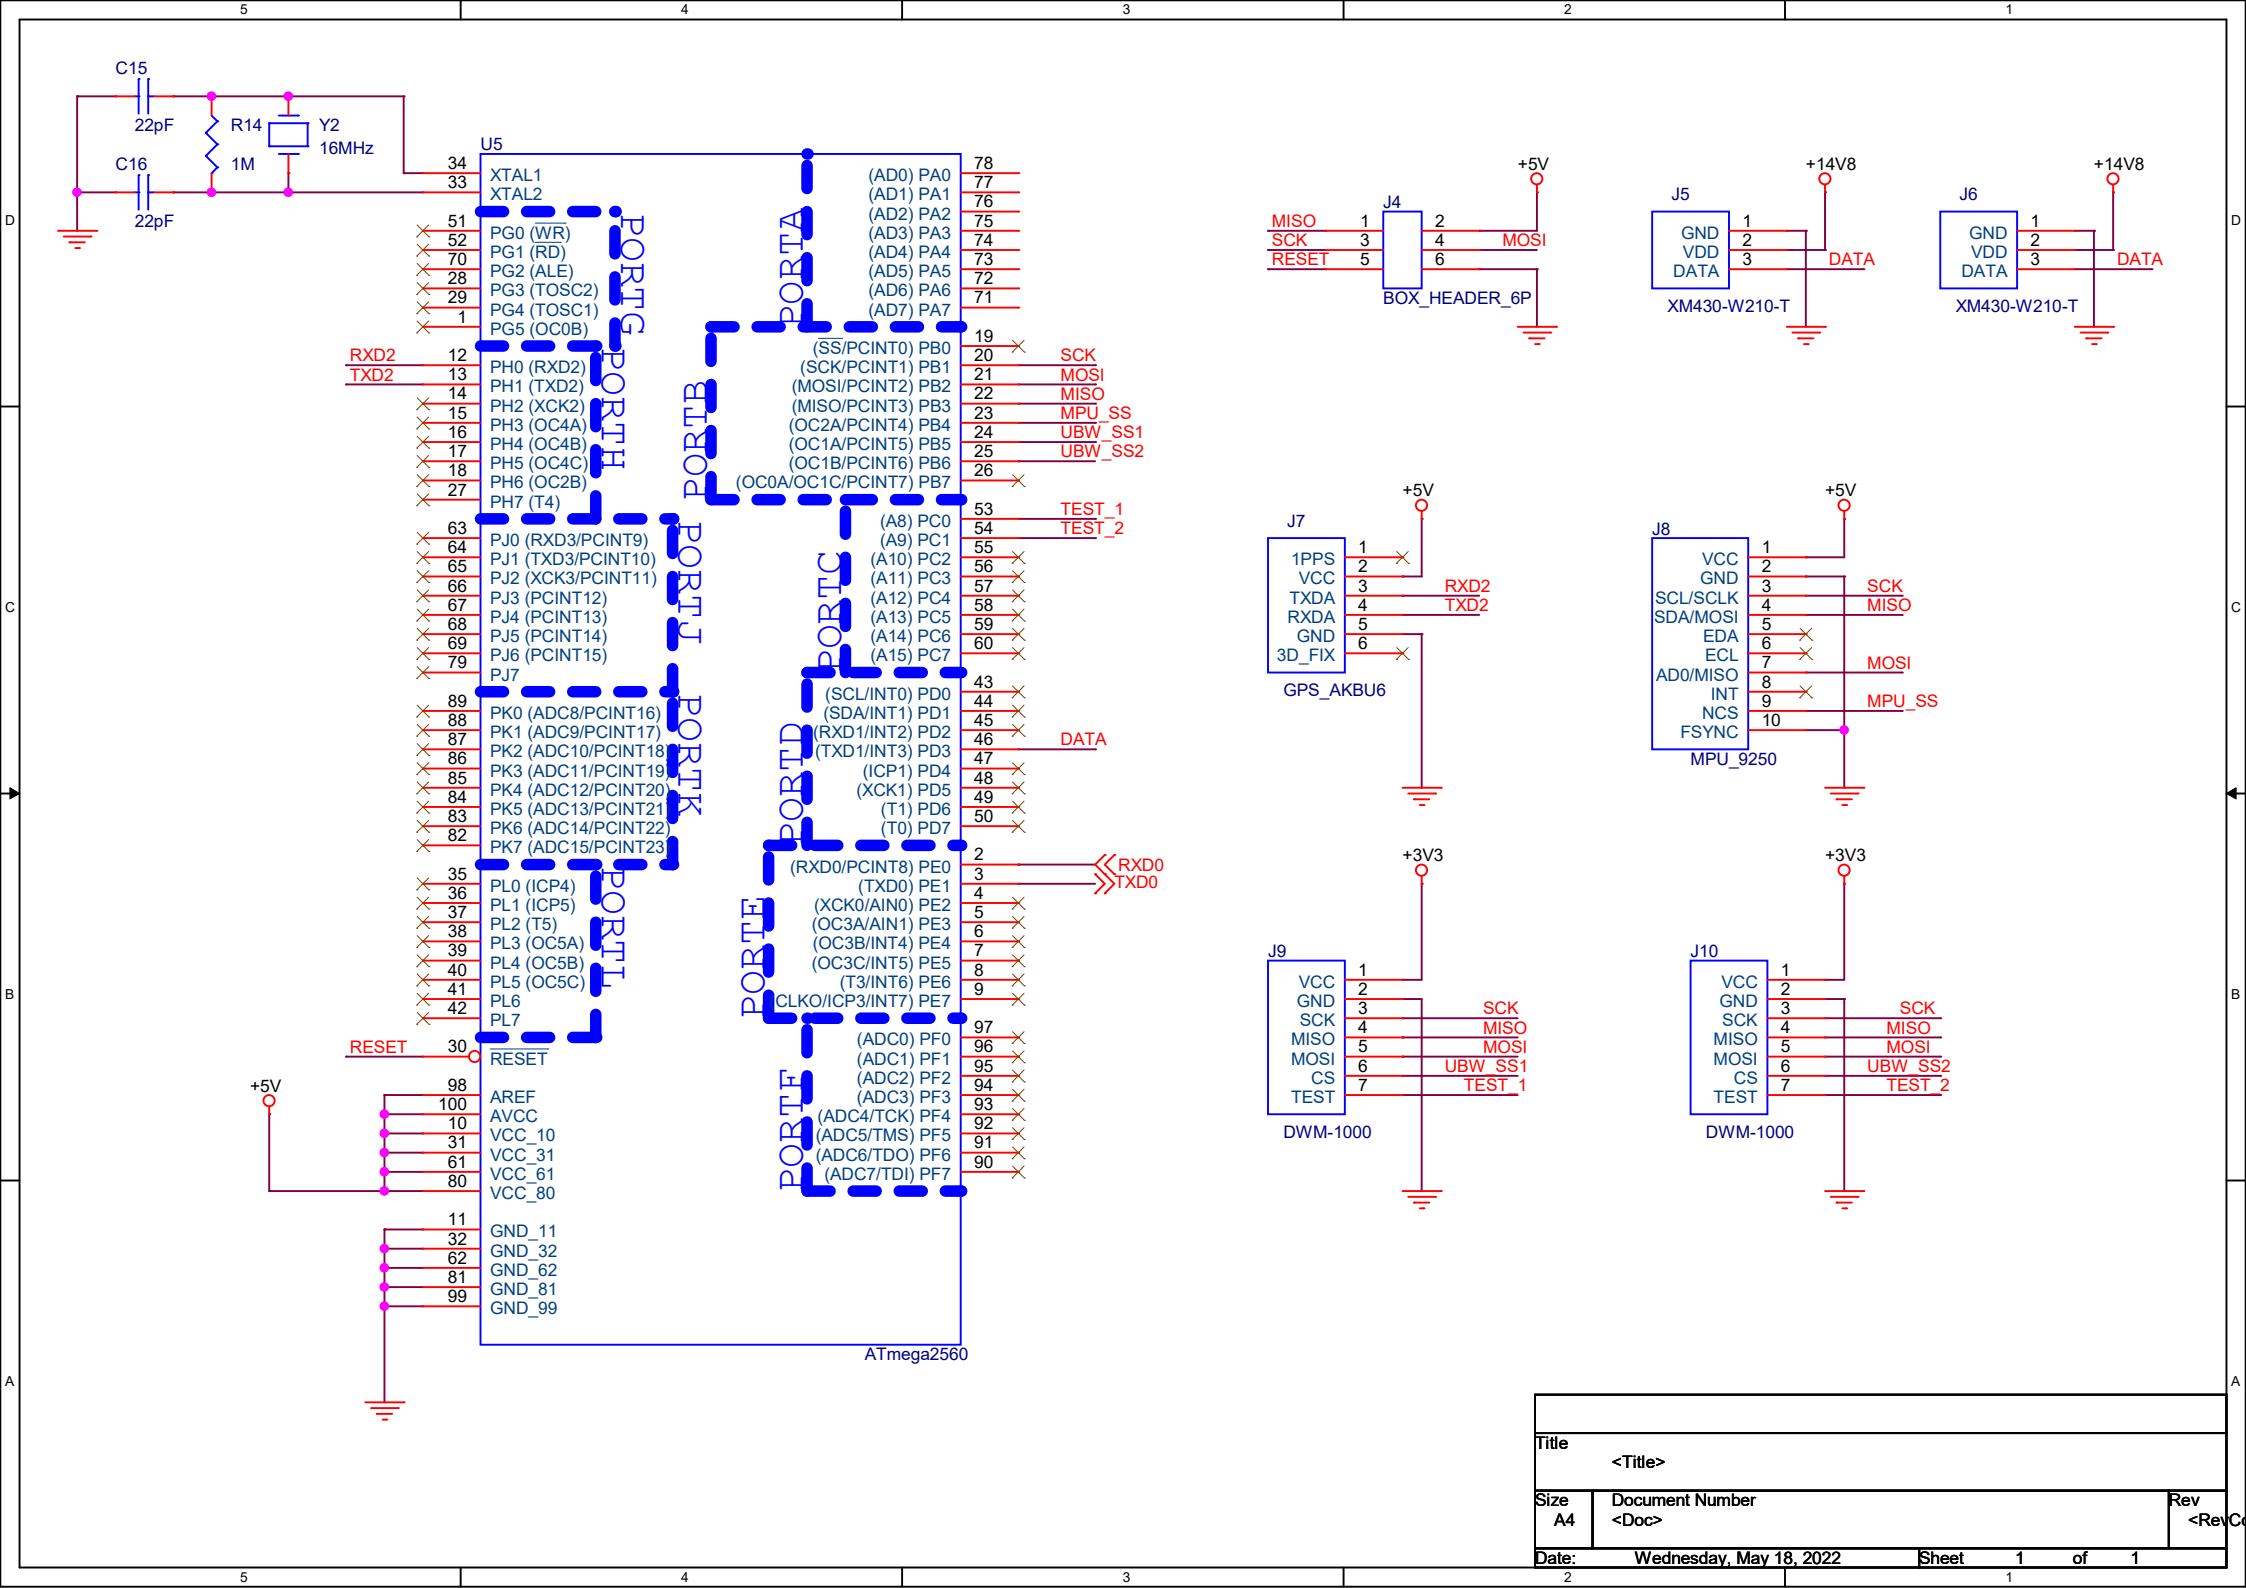 5 4 3 2 1
D
C
B
A
D
C
B
A
C15
22pF
C16
22pF
R14
1M
Y2
16MHz
U5
34 XTAL1
33 XTAL2
51 PG0 (WR)
52 PG1 (RD)
70 PG2 (ALE)
28 PG3 (TOSC2)
29 PG4 (TOSC1)
1 PG5 (OC0B)
PORTG
RXD2 12 PH0 (RXD2)
TXD2 13 PH1 (TXD2)
14 PH2 (XCK2)
15 PH3 (OC4A)
16 PH4 (OC4B)
17 PH5 (OC4C)
18 PH6 (OC2B)
27 PH7 (T4)
PORTH
63 PJ0 (RXD3/PCINT9)
64 PJ1 (TXD3/PCINT10)
65 PJ2 (XCK3/PCINT11)
66 PJ3 (PCINT12)
67 PJ4 (PCINT13)
68 PJ5 (PCINT14)
69 PJ6 (PCINT15)
79 PJ7
PORTJ
89 PK0 (ADC8/PCINT16)
88 PK1 (ADC9/PCINT17)
87 PK2 (ADC10/PCINT18)
86 PK3 (ADC11/PCINT19)
85 PK4 (ADC12/PCINT20)
84 PK5 (ADC13/PCINT21)
83 PK6 (ADC14/PCINT22)
82 PK7 (ADC15/PCINT23)
PORTK
35 PL0 (ICP4)
36 PL1 (ICP5)
37 PL2 (T5)
38 PL3 (OC5A)
39 PL4 (OC5B)
40 PL5 (OC5C)
41 PL6
42 PL7
PORTL
RESET 30 RESET
+5V
98 AREF
100 AVCC
10 VCC_10
31 VCC_31
61 VCC_61
80 VCC_80
11 GND_11
32 GND_32
62 GND_62
81 GND_81
99 GND_99
PORTA
(AD0) PA0 78
(AD1) PA1 77
(AD2) PA2 76
(AD3) PA3 75
(AD4) PA4 74
(AD5) PA5 73
(AD6) PA6 72
(AD7) PA7 71
PORTB
(SS/PCINT0) PB0 19
(SCK/PCINT1) PB1 20 SCK
(MOSI/PCINT2) PB2 21 MOSI
(MISO/PCINT3) PB3 22 MISO
(OC2A/PCINT4) PB4 23 MPU_SS
(OC1A/PCINT5) PB5 24 UBW_SS1
(OC1B/PCINT6) PB6 25 UBW_SS2
(OC0A/OC1C/PCINT7) PB7 26
PORTC
(A8) PC0 53 TEST_1
(A9) PC1 54 TEST_2
(A10) PC2 55
(A11) PC3 56
(A12) PC4 57
(A13) PC5 58
(A14) PC6 59
(A15) PC7 60
PORTD
(SCL/INT0) PD0 43
(SDA/INT1) PD1 44
(RXD1/INT2) PD2 45
(TXD1/INT3) PD3 46 DATA
(ICP1) PD4 47
(XCK1) PD5 48
(T1) PD6 49
(T0) PD7 50
PORTE
(RXD0/PCINT8) PE0 2 RXD0
(TXD0) PE1 3 TXD0
(XCK0/AIN0) PE2 4
(OC3A/AIN1) PE3 5
(OC3B/INT4) PE4 6
(OC3C/INT5) PE5 7
(T3/INT6) PE6 8
CLKO/ICP3/INT7) PE7 9
PORTF
(ADC0) PF0 97
(ADC1) PF1 96
(ADC2) PF2 95
(ADC3) PF3 94
(ADC4/TCK) PF4 93
(ADC5/TMS) PF5 92
(ADC6/TDO) PF6 91
(ADC7/TDI) PF7 90
ATmega2560
+5V
J4
MISO 1 2
SCK 3 4 MOSI
RESET 5 6
BOX_HEADER_6P
+14V8
J5
GND 1
VDD 2
DATA 3 DATA
XM430-W210-T
+14V8
J6
GND 1
VDD 2
DATA 3 DATA
XM430-W210-T
+5V
J7
1PPS 1
VCC 2
TXDA 3 RXD2
RXDA 4 TXD2
GND 5
3D_FIX 6
GPS_AKBU6
+5V
J8
VCC 1
GND 2
SCL/SCLK 3 SCK
SDA/MOSI 4 MISO
EDA 5
ECL 6
AD0/MISO 7 MOSI
INT 8
NCS 9 MPU_SS
FSYNC 10
MPU_9250
+3V3
J9
VCC 1
GND 2
SCK 3 SCK
MISO 4 MISO
MOSI 5 MOSI
CS 6 UBW_SS1
TEST 7 TEST_1
DWM-1000
+3V3
J10
VCC 1
GND 2
SCK 3 SCK
MISO 4 MISO
MOSI 5 MOSI
CS 6 UBW_SS2
TEST 7 TEST_2
DWM-1000
Title
<Title>
Size
A4
Document Number
<Doc>
Rev
<RevCo
Date: Wednesday, May 18, 2022 Sheet 1 of 1
5 4 3 2 1